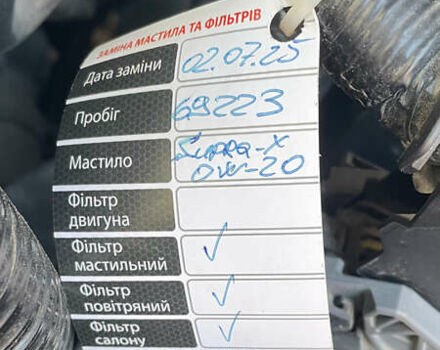 ЗАМІНА МАСТИЛА ТА ФІЛЬТРІВ
Дата заміни 02.07.25
Пробіг 69223
Мастило Supra-X
0W-20
Фільтр
двигуна
Фільтр
мастильний ✓
Фільтр
повітряний ✓
Фільтр
салону ✓